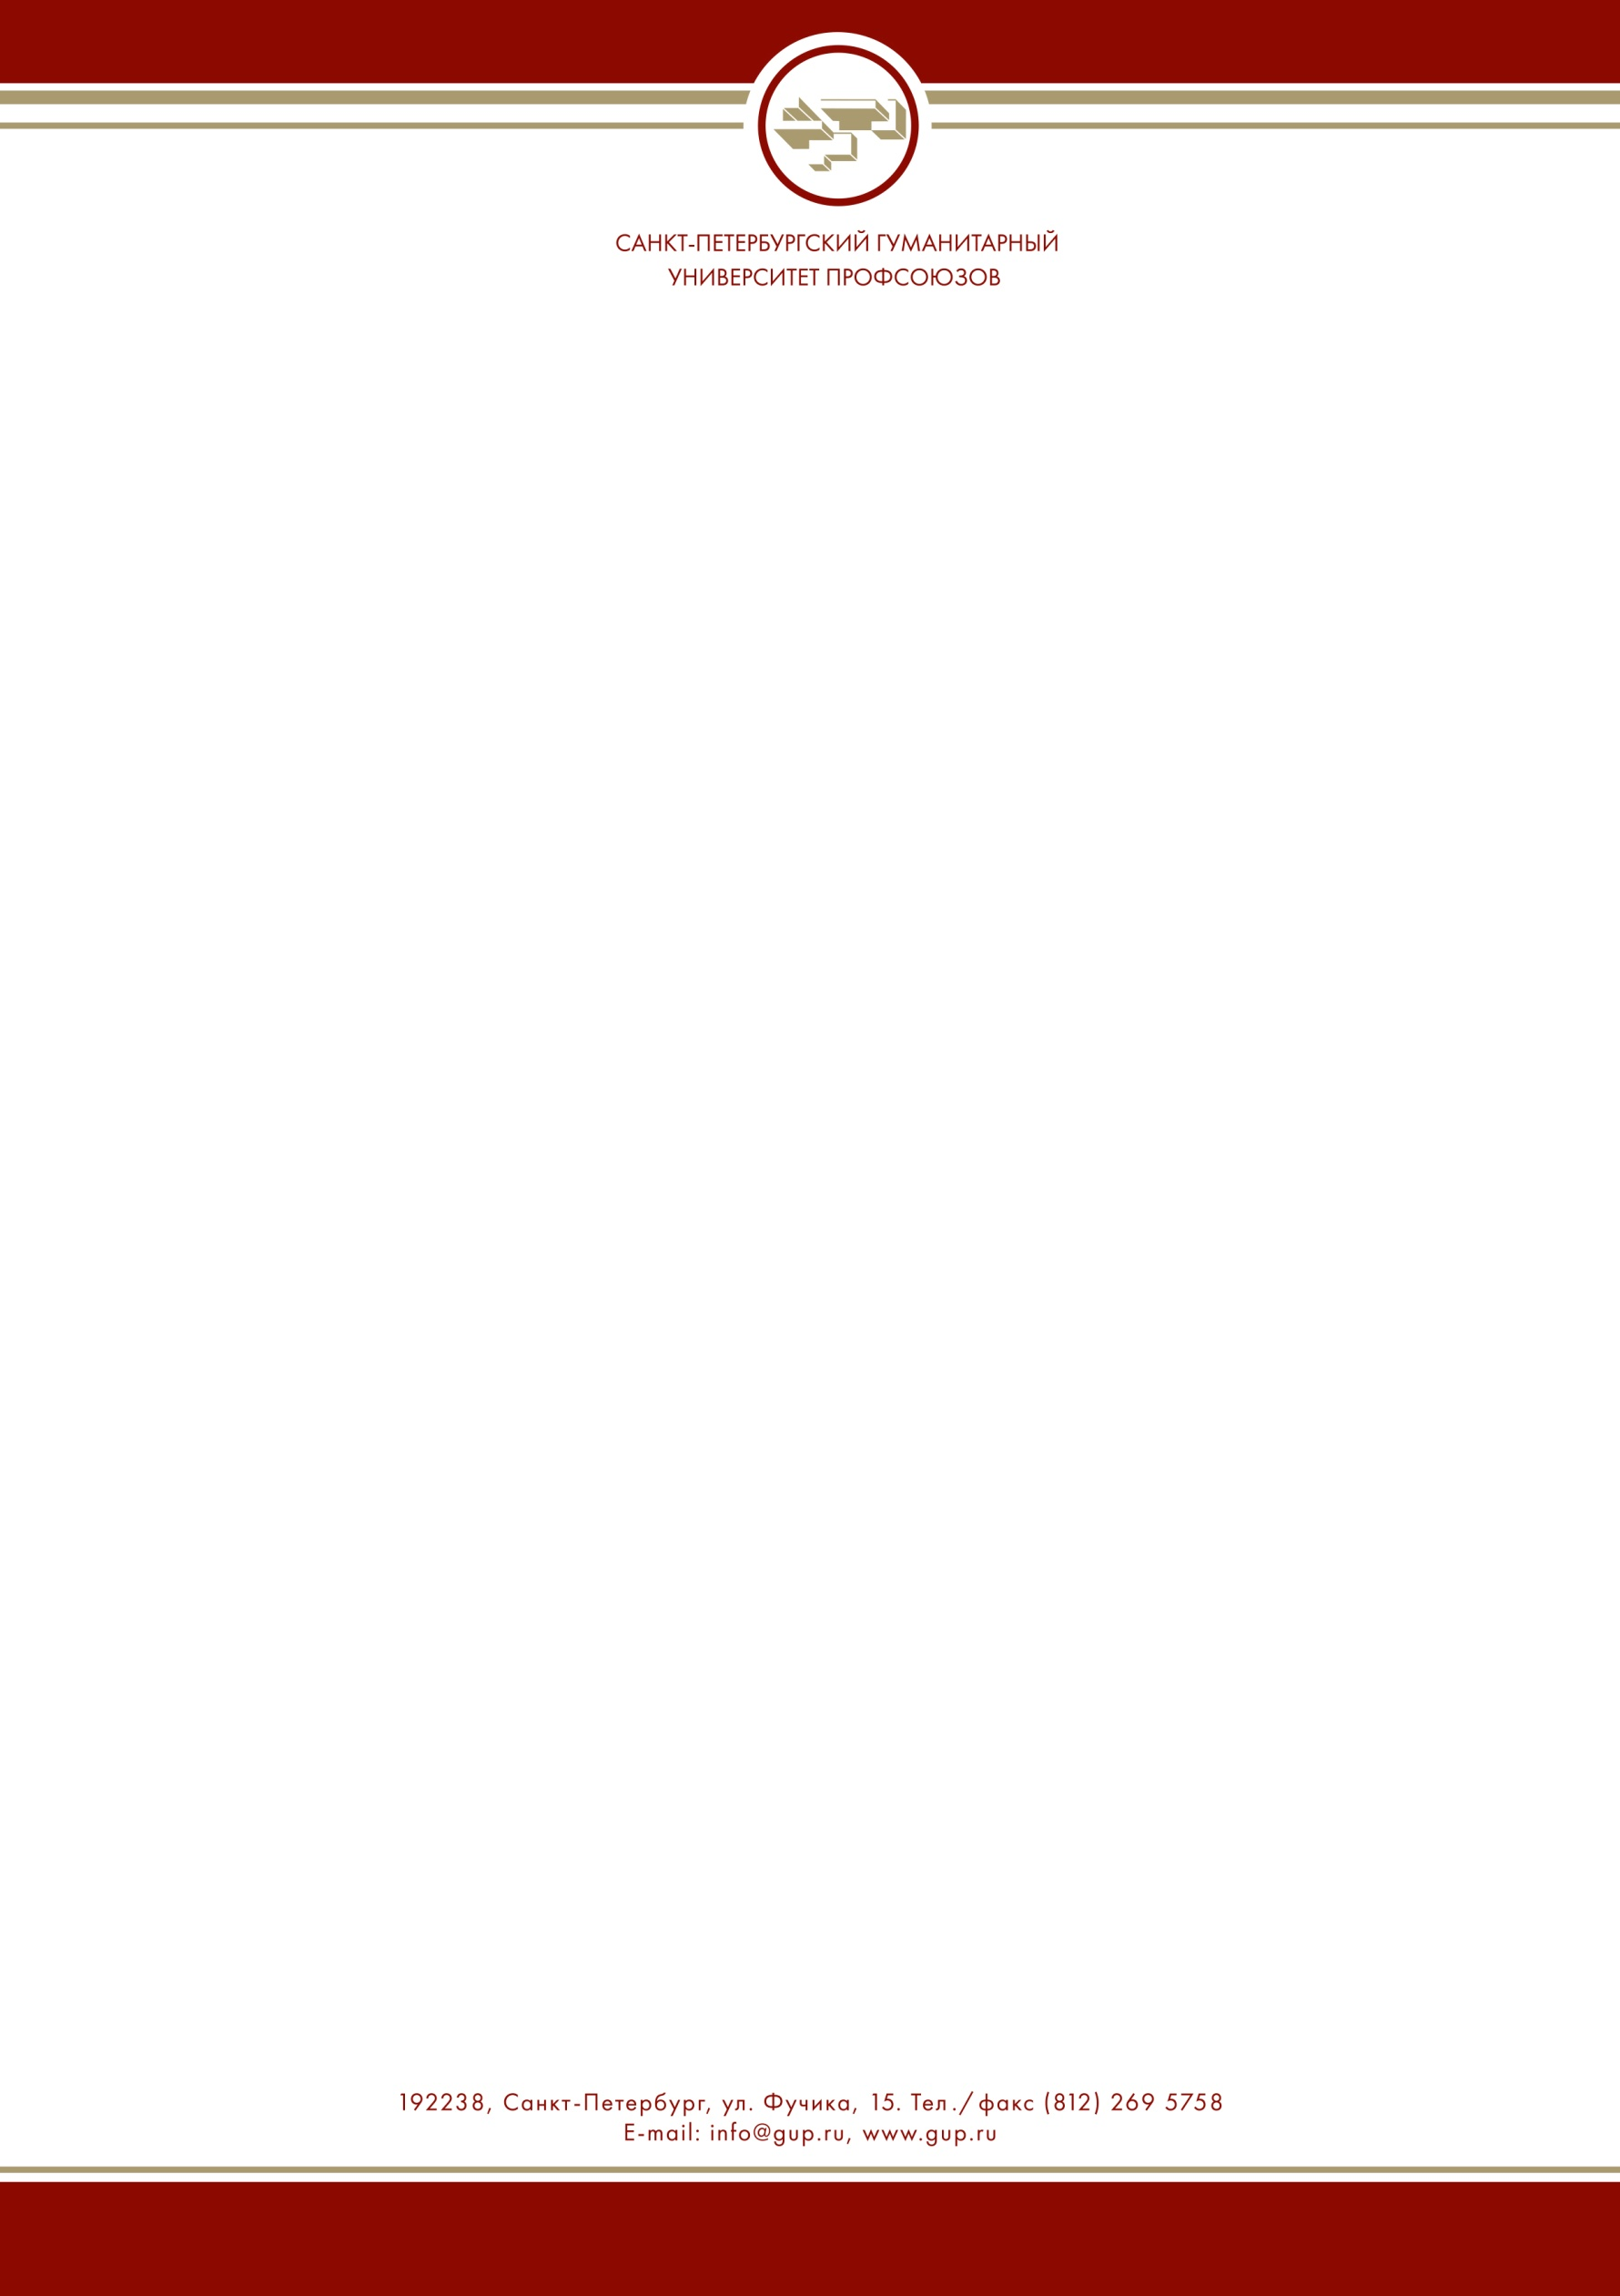 САНКТ-ПЕТЕРБУРГСКИЙ ГУМАНИТАРНЫЙ
УНИВЕРСИТЕТ ПРОФСОЮЗОВ
192238, Санкт-Петербург, ул. Фучика, 15. Тел./факс (812) 269 5758
E-mail: info@gup.ru, www.gup.ru